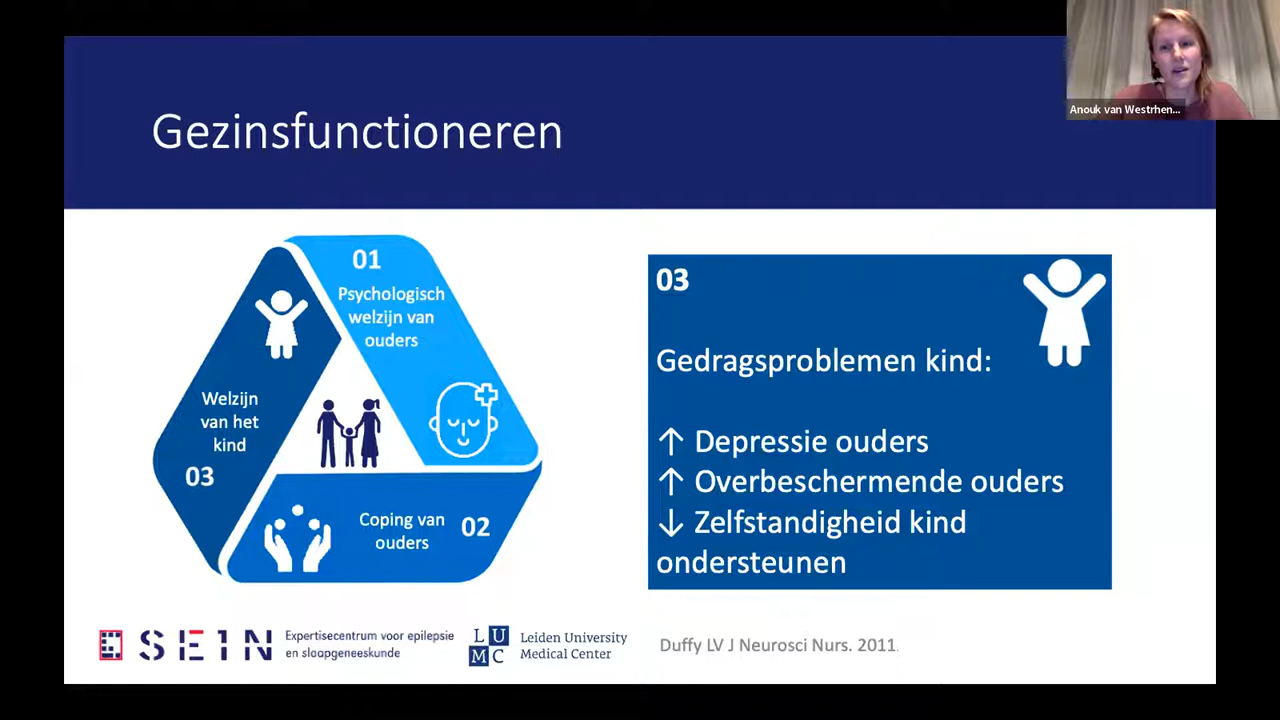 Anouk van Westrhen...
Gezinsfunctioneren
01
Psychologisch
welzijn van
ouders
Welzijn
van het
kind
03
Coping van
ouders
02
03
Gedragsproblemen kind:
↑ Depressie ouders
↑ Overbeschermende ouders
↓ Zelfstandigheid kind
ondersteunen
SEIN
Expertisecentrum voor epilepsie
en slaapgeneeskunde
LU
MC
Leiden University
Medical Center
Duffy LV J Neurosci Nurs. 2011.